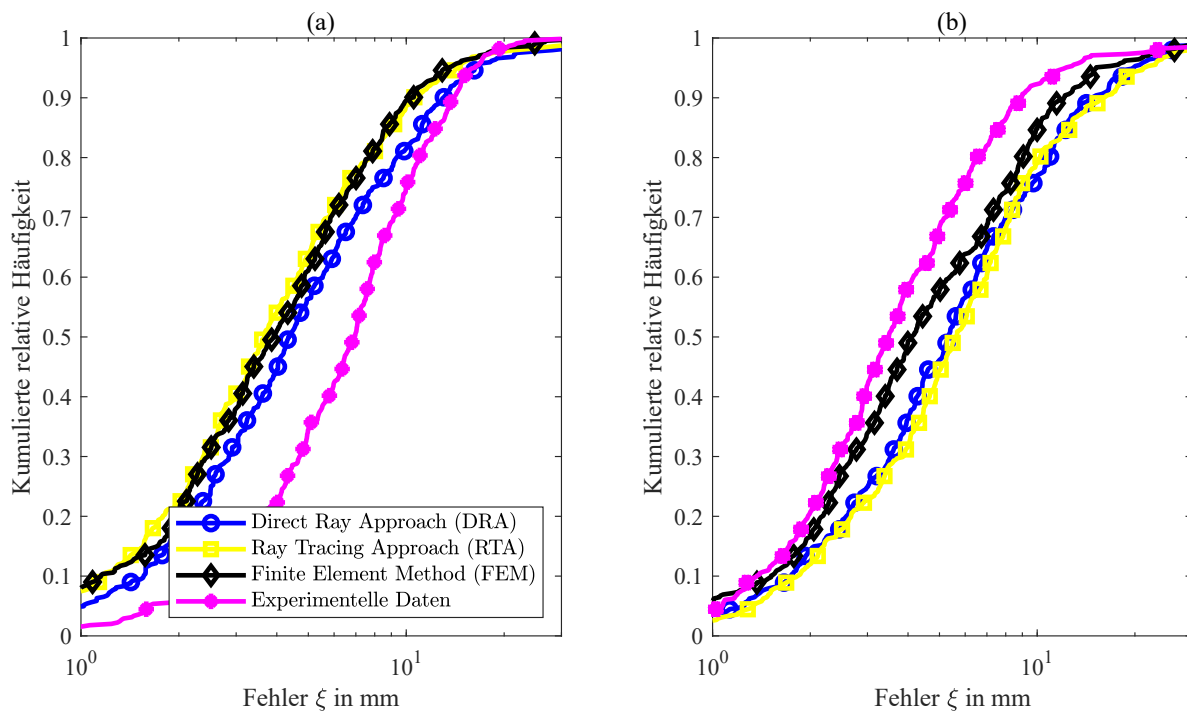 (a)
1
0.9
0.8
0.7
0.6
0.5
0.4
0.3
0.2
0.1
0
Kumulierte relative Häufigkeit
Direct Ray Approach (DRA)
Ray Tracing Approach (RTA)
Finite Element Method (FEM)
Experimentelle Daten
10^0
10^1
Fehler ξ in mm
(b)
1
0.9
0.8
0.7
0.6
0.5
0.4
0.3
0.2
0.1
0
Kumulierte relative Häufigkeit
10^0
10^1
Fehler ξ in mm